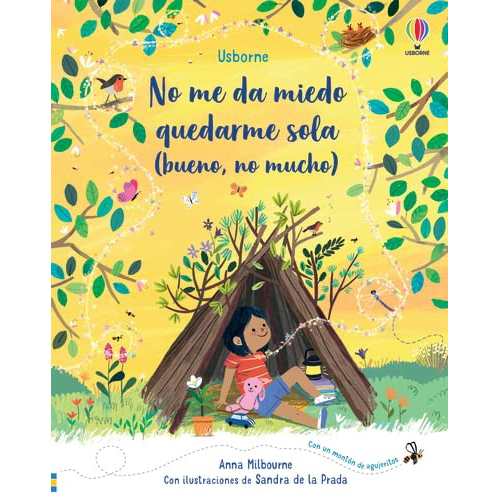 USBORNE
Usborne
No me da miedo
quedarme sola
(bueno, no mucho)
Con un montón de agujeritos
Anna Milbourne
Con ilustraciones de Sandra de la Prada